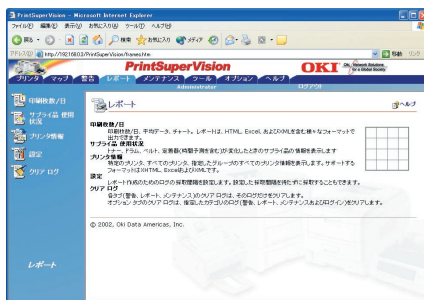 PrintSuperVision - Microsoft Internet Explorer
ファイル(F) 編集(E) 表示(V) お気に入り(A) ツール(T) ヘルプ(H)
戻る 検索 お気に入り メディア
アドレス(D) http://19216803/PrintSuperVision/frames.htm 移動 リンク
PrintSuperVision
OKI Network Solutions for a Global Society
プリンタ マップ 警告 レポート メンテナンス ツール オプション ヘルプ
Administrator ログアウト
印刷枚数/日
サプライ品 使用状況
プリンタ情報
設定
クリア ログ
レポート
レポート ヘルプ
印刷枚数/日
印刷枚数/日、平均データ、チャート。レポートは、HTML、Excel、およびXMLを含む様々なフォーマットで出力できます。
サプライ品 使用状況
トナー、ドラム、ベルト、定着器(時間予測を含む)が変化したときのサプライ品の情報を表示します
プリンタ情報
特定のプリンタ、すべてのプリンタ、指定したグループのすべてのプリンタ情報を表示します。サポートするフォーマットはXHTML、ExcelおよびXMLです。
設定
レポート作成のためのログの採取間隔を設定します。設定した採取間隔を待たずに採取することもできます。
クリア ログ
各タブ(警告、レポート、メンテナンス)のクリア ログは、そのログだけをクリアします。
オプション タブのクリア ログは、指定したカテゴリのログ(警告、レポート、メンテナンスおよびログイン)をクリアします。
© 2002, Oki Data Americas, Inc.